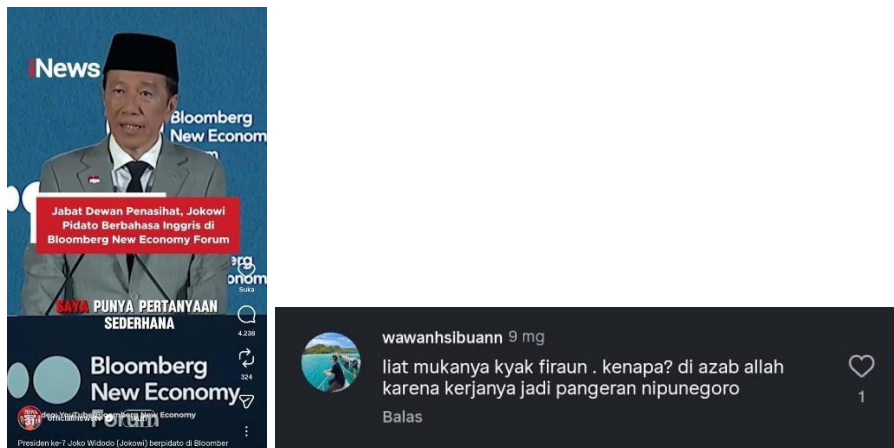 iNews
Bloomberg
New Econom
Jabat Dewan Penasihat, Jokowi
Pidato Berbahasa Inggris di
Bloomberg New Economy Forum
Suka
SAYA PUNYA PERTANYAAN
SEDERHANA
4.238
324
Bloomberg
New Economy
Forum
Presiden ke-7 Joko Widodo (Jokowi) berpidato di Bloomber
wawanhsibuann 9 mg
liat mukanya kyak firaun . kenapa? di azab allah
karena kerjanya jadi pangeran nipunegoro
1
Balas